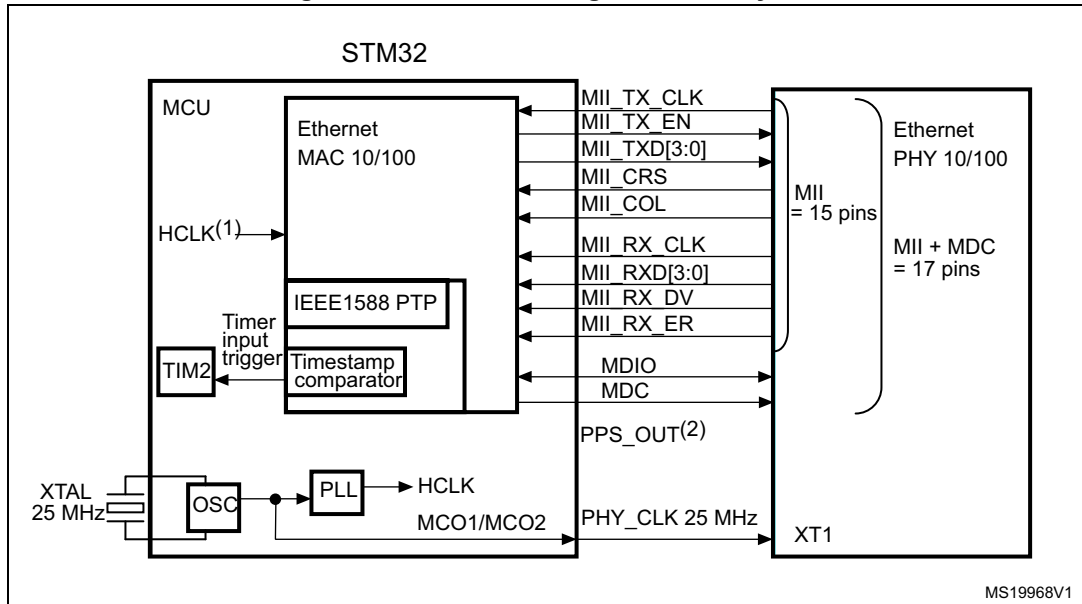 STM32
MCU
Ethernet
MAC 10/100
HCLK(1)
IEEE1588 PTP
Timer
input
trigger
Timestamp
comparator
TIM2
XTAL
25 MHz
OSC
PLL
HCLK
MCO1/MCO2
MII_TX_CLK
MII_TX_EN
MII_TXD[3:0]
MII_CRS
MII_COL
MII_RX_CLK
MII_RXD[3:0]
MII_RX_DV
MII_RX_ER
MDIO
MDC
PPS_OUT(2)
PHY_CLK 25 MHz
MII
= 15 pins
Ethernet
PHY 10/100
MII + MDC
= 17 pins
XT1
MS19968V1